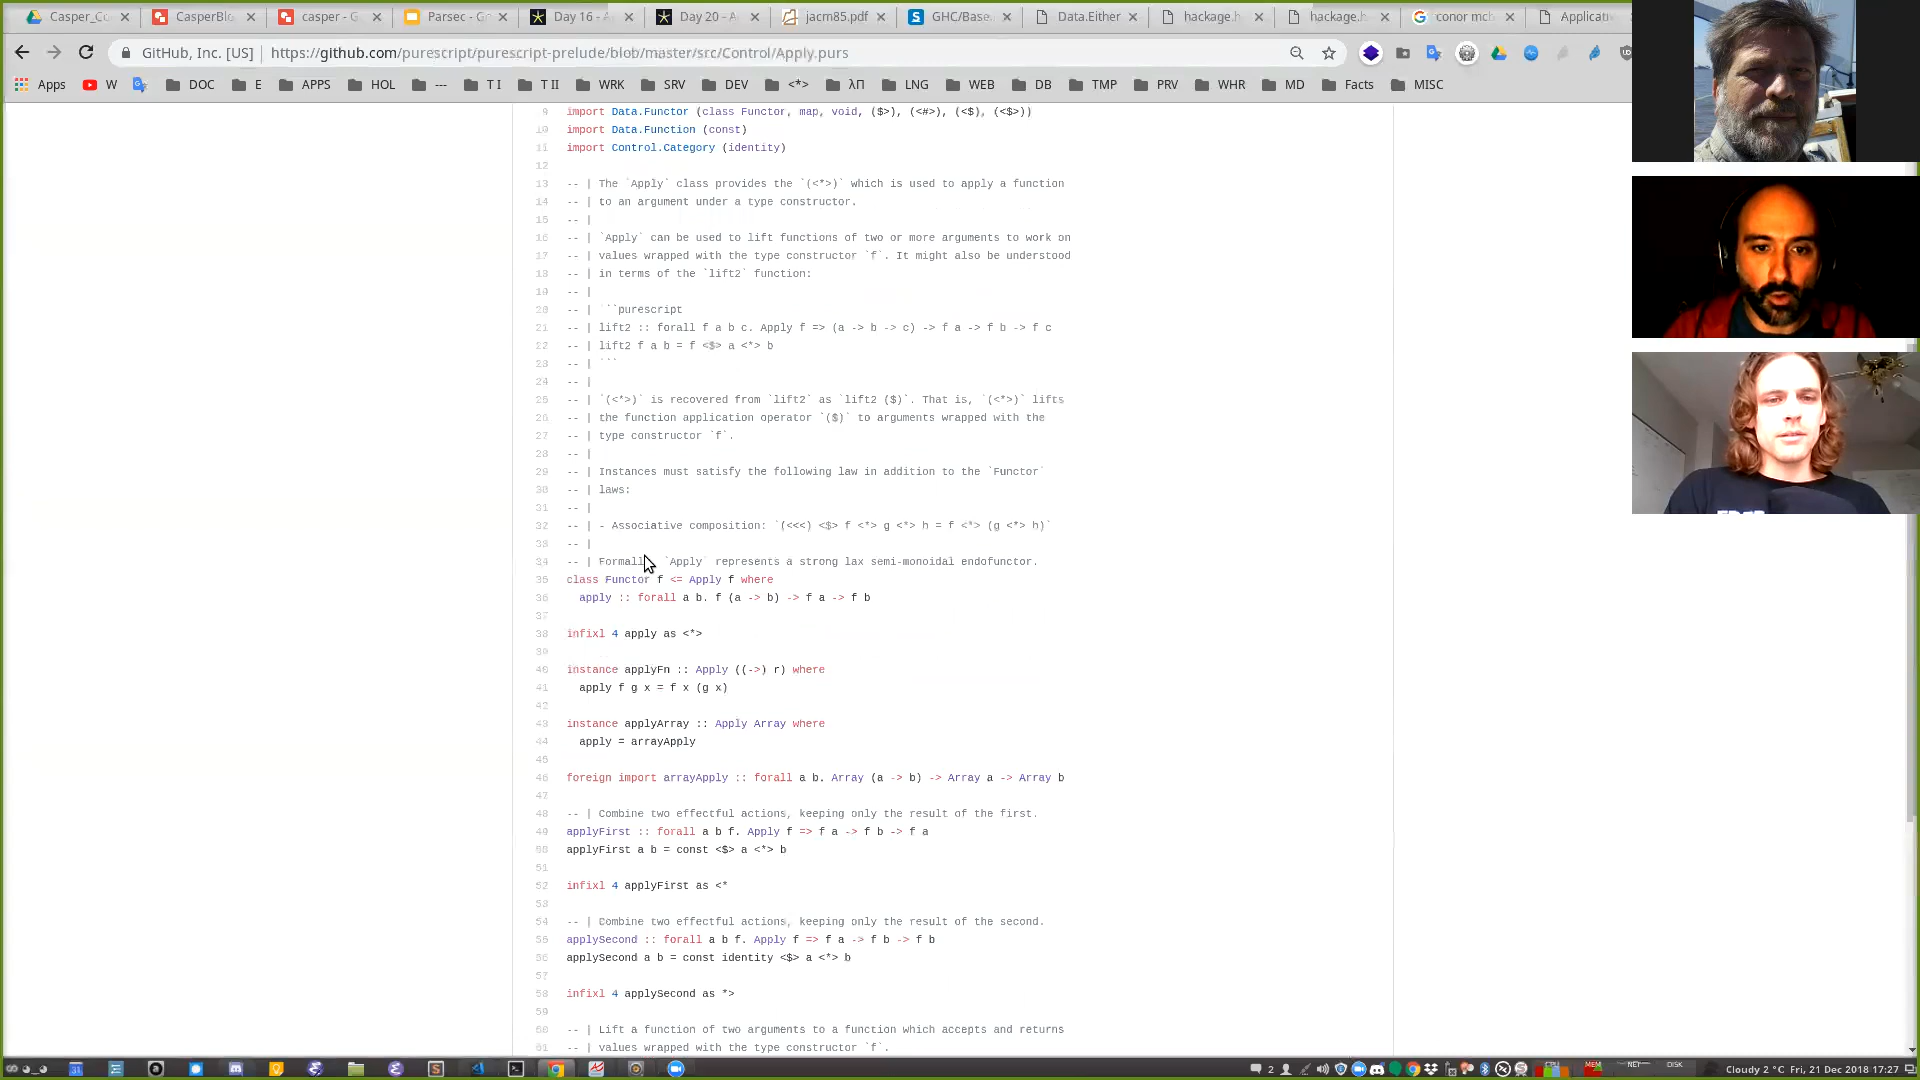 Casper_Co
CasperBlo
casper - G
Parsec - G
Day 16 - A
Day 20 - A
jacm85.pdf
GHC/Base.
Data.Either
hackage.h
hackage.h
conor mcb
Applicati
GitHub, Inc. [US] https://github.com/purescript/purescript-prelude/blob/master/src/Control/Apply.purs
Apps W DOC E APPS HOL --- T I T II WRK SRV DEV <*> λΠ LNG WEB DB TMP PRV WHR MD Facts MISC
9 import Data.Functor (class Functor, map, void, ($>), (<#>), (<$), (<$>))
10 import Data.Function (const)
11 import Control.Category (identity)
12
13 -- | The `Apply` class provides the `(<*>)` which is used to apply a function
14 -- | to an argument under a type constructor.
15 -- |
16 -- | `Apply` can be used to lift functions of two or more arguments to work on
17 -- | values wrapped with the type constructor `f`. It might also be understood
18 -- | in terms of the `lift2` function:
19 -- |
20 -- | ```purescript
21 -- | lift2 :: forall f a b c. Apply f => (a -> b -> c) -> f a -> f b -> f c
22 -- | lift2 f a b = f <$> a <*> b
23 -- | ```
24 -- |
25 -- | `(<*>)` is recovered from `lift2` as `lift2 ($)`. That is, `(<*>)` lifts
26 -- | the function application operator `($)` to arguments wrapped with the
27 -- | type constructor `f`.
28 -- |
29 -- | Instances must satisfy the following law in addition to the `Functor`
30 -- | laws:
31 -- |
32 -- | - Associative composition: `(<<<) <$> f <*> g <*> h = f <*> (g <*> h)`
33 -- |
34 -- | Formall `Apply` represents a strong lax semi-monoidal endofunctor.
35 class Functor f <= Apply f where
36 apply :: forall a b. f (a -> b) -> f a -> f b
37
38 infixl 4 apply as <*>
39
40 instance applyFn :: Apply ((->) r) where
41 apply f g x = f x (g x)
42
43 instance applyArray :: Apply Array where
44 apply = arrayApply
45
46 foreign import arrayApply :: forall a b. Array (a -> b) -> Array a -> Array b
47
48 -- | Combine two effectful actions, keeping only the result of the first.
49 applyFirst :: forall a b f. Apply f => f a -> f b -> f a
50 applyFirst a b = const <$> a <*> b
51
52 infixl 4 applyFirst as <*
53
54 -- | Combine two effectful actions, keeping only the result of the second.
55 applySecond :: forall a b f. Apply f => f a -> f b -> f b
56 applySecond a b = const identity <$> a <*> b
57
58 infixl 4 applySecond as *>
59
60 -- | Lift a function of two arguments to a function which accepts and returns
61 -- | values wrapped with the type constructor `f`.
2 CPU MEM NET DISK Cloudy 2 °C Fri, 21 Dec 2018 17:27